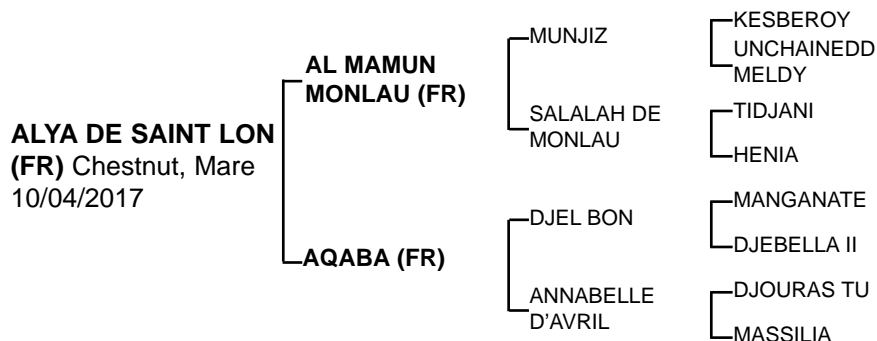 ALYA DE SAINT LON
(FR) Chestnut, Mare
10/04/2017
AL MAMUN
MONLAU (FR)
AQABA (FR)
MUNJIZ
SALALAH DE
MONLAU
DJEL BON
ANNABELLE
D'AVRIL
KESBEROY
UNCHAINEDD
MELDY
TIDJANI
HENIA
MANGANATE
DJEBELLA II
DJOURAS TU
MASSILIA